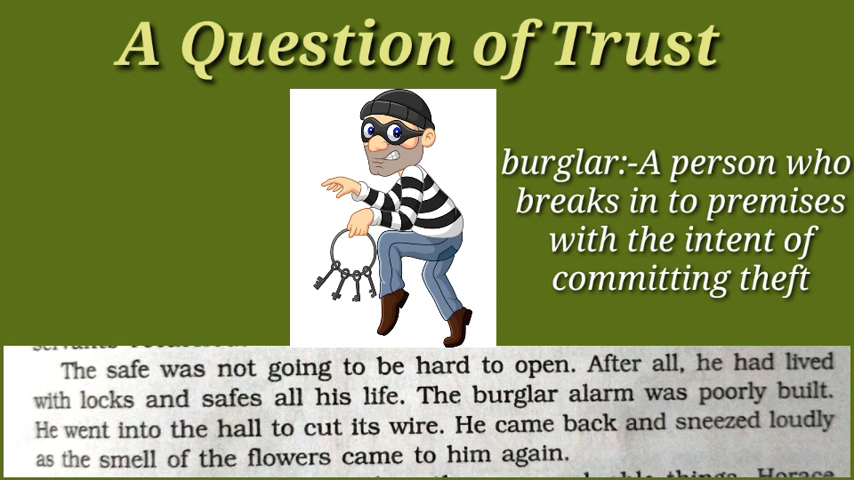 A Question of Trust
burglar:-A person who
breaks in to premises
with the intent of
committing theft
The safe was not going to be hard to open. After all, he had lived
with locks and safes all his life. The burglar alarm was poorly built.
He went into the hall to cut its wire. He came back and sneezed loudly
as the smell of the flowers came to him again.
things. Horace